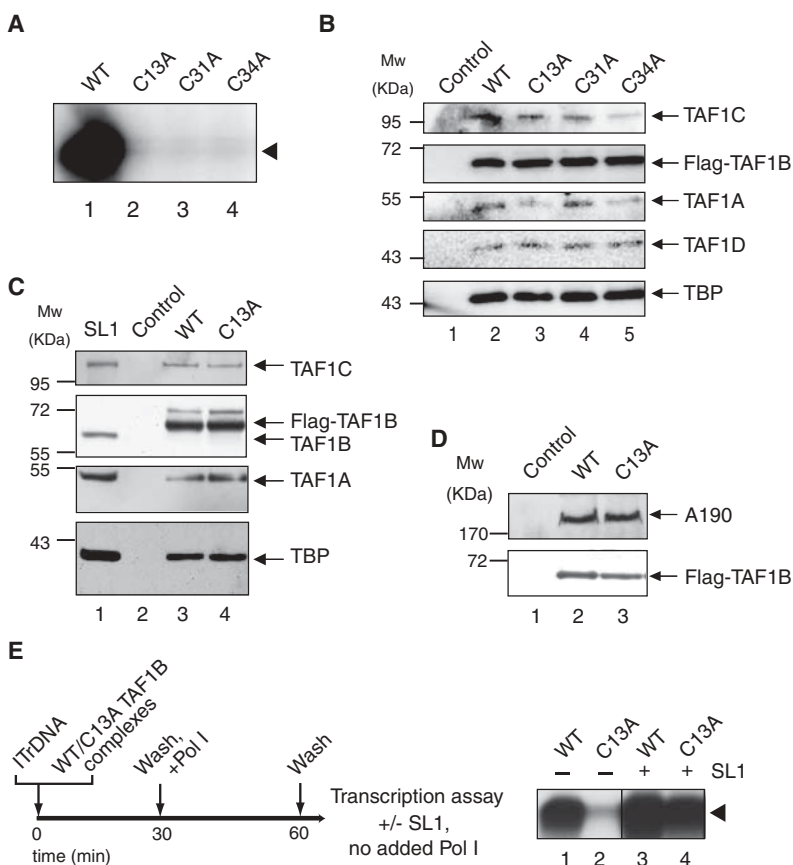 A
WT C13A C31A C34A
1 2 3 4
B
Mw
(KDa)
Control WT C13A C31A C34A
95
TAF1C
72
Flag-TAF1B
55
TAF1A
43
TAF1D
43
TBP
1 2 3 4 5
C
Mw
(KDa)
SL1 Control WT C13A
95
TAF1C
72
Flag-TAF1B
TAF1B
55
55
TAF1A
43
TBP
1 2 3 4
D
Mw
(KDa)
Control WT C13A
170
A190
72
Flag-TAF1B
1 2 3
E
ITrDNA
WT/C13A TAF1B
complexes
Wash,
+Pol I
Wash
0 30 60
time (min)
Transcription assay
+/- SL1,
no added Pol I
WT C13A WT C13A
– – + + SL1
1 2 3 4